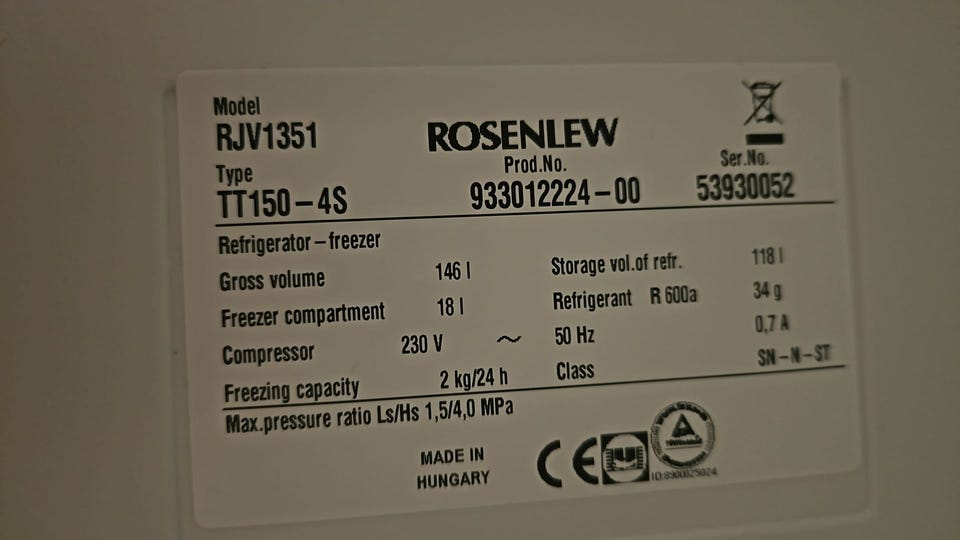 Model
RJV1351
ROSENLEW
Type
Prod.No.
Ser.No.
TT150-4S
933012224-00
53930052
Refrigerator-freezer
Gross volume 146 l
Storage vol.of refr. 118 l
Freezer compartment 18 l
Refrigerant R 600a 34 g
Compressor 230 V ~ 50 Hz 0,7 A
Freezing capacity 2 kg/24 h
Class SN-N-ST
Max.pressure ratio Ls/Hs 1,5/4,0 MPa
MADE IN
HUNGARY
CE
ID:8900025024